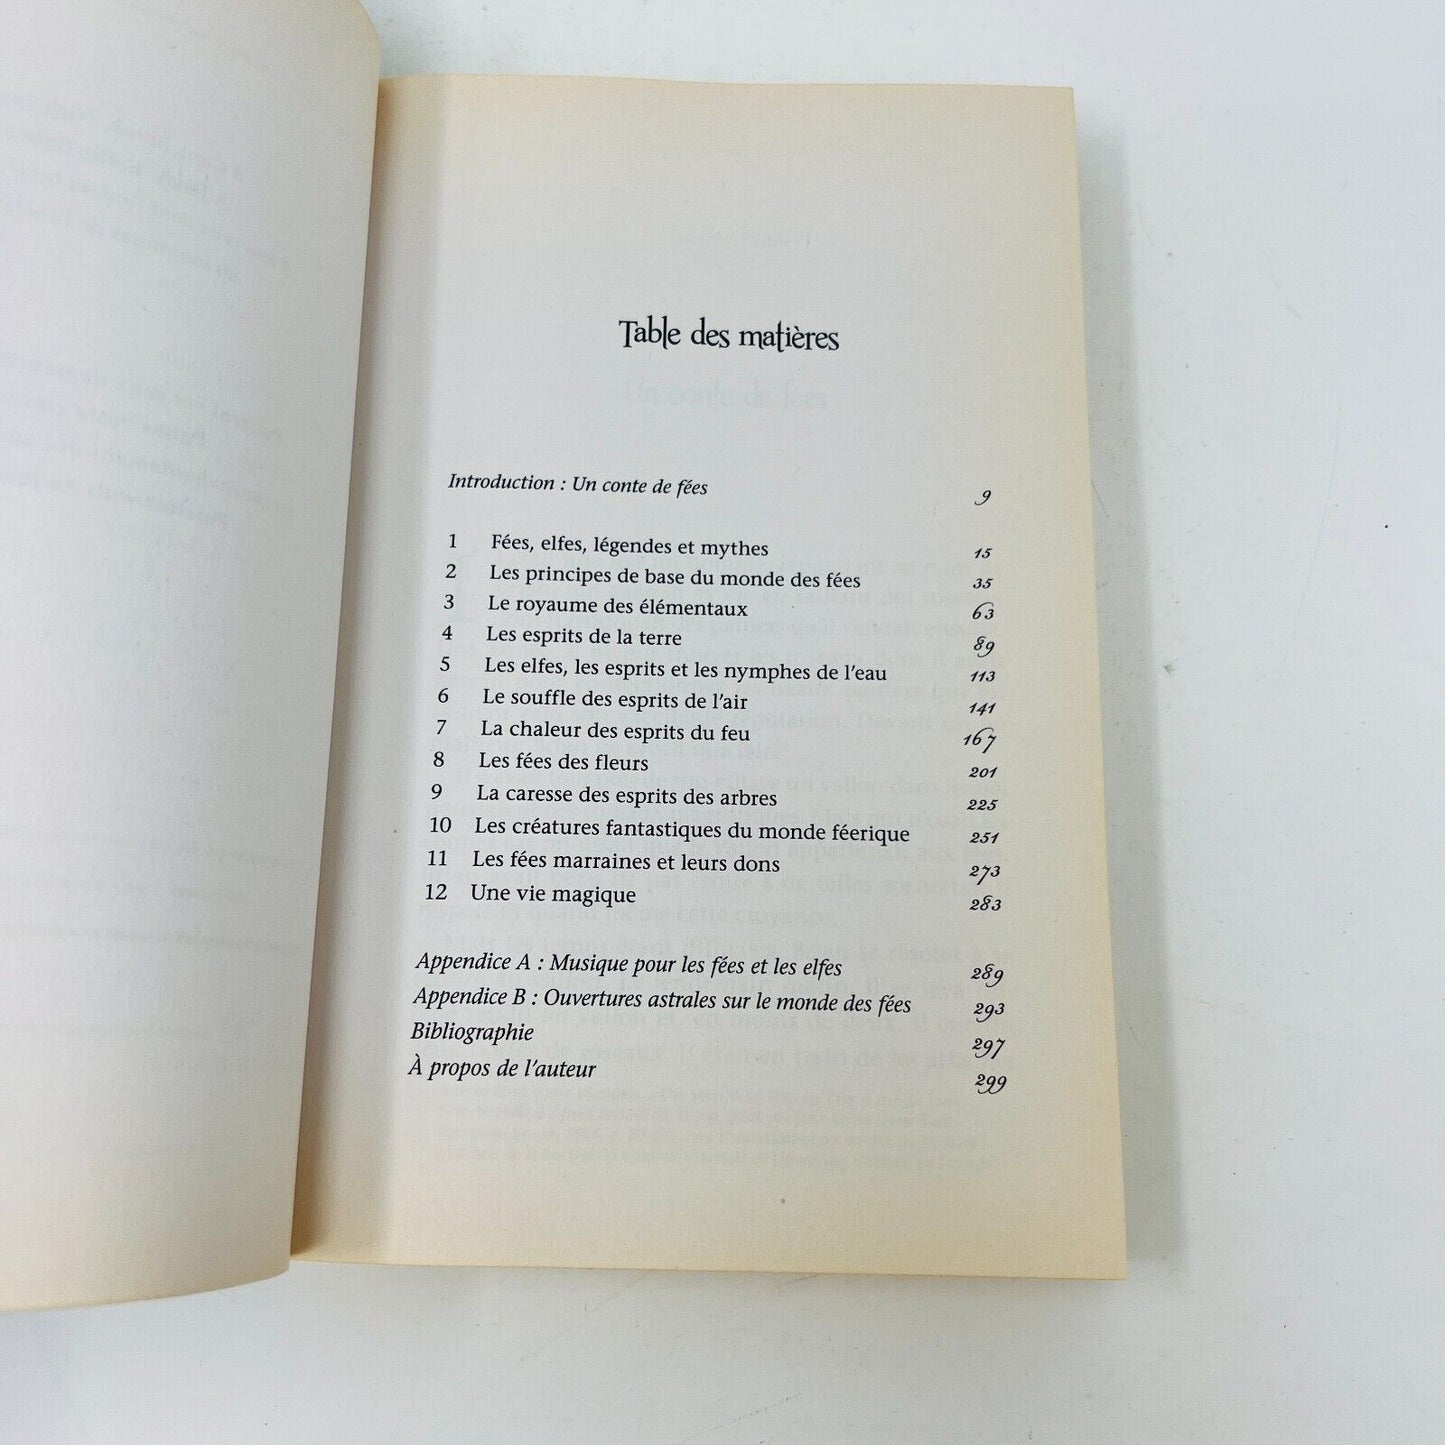 Table des matières
Introduction : Un conte de fées 9
1 Fées, elfes, légendes et mythes 15
2 Les principes de base du monde des fées 35
3 Le royaume des élémentaux 63
4 Les esprits de la terre 89
5 Les elfes, les esprits et les nymphes de l'eau 113
6 Le souffle des esprits de l'air 141
7 La chaleur des esprits du feu 167
8 Les fées des fleurs 201
9 La caresse des esprits des arbres 225
10 Les créatures fantastiques du monde féerique 251
11 Les fées marraines et leurs dons 273
12 Une vie magique 283
Appendice A : Musique pour les fées et les elfes 289
Appendice B : Ouvertures astrales sur le monde des fées 293
Bibliographie 297
À propos de l'auteur 299